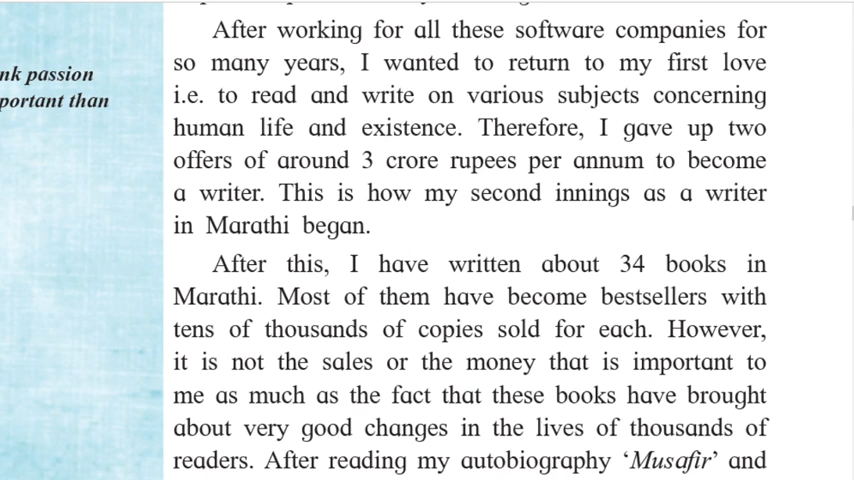 nk passion
portant than
After working for all these software companies for
so many years, I wanted to return to my first love
i.e. to read and write on various subjects concerning
human life and existence. Therefore, I gave up two
offers of around 3 crore rupees per annum to become
a writer. This is how my second innings as a writer
in Marathi began.
After this, I have written about 34 books in
Marathi. Most of them have become bestsellers with
tens of thousands of copies sold for each. However,
it is not the sales or the money that is important to
me as much as the fact that these books have brought
about very good changes in the lives of thousands of
readers. After reading my autobiography ‘Musafir’ and